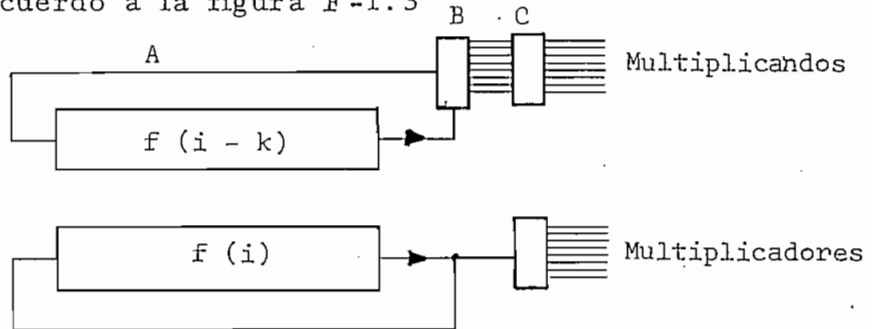 cuerdo a la figura F-1.3
B C
A
Multiplicandos
f (i - k)
f (i)
Multiplicadores